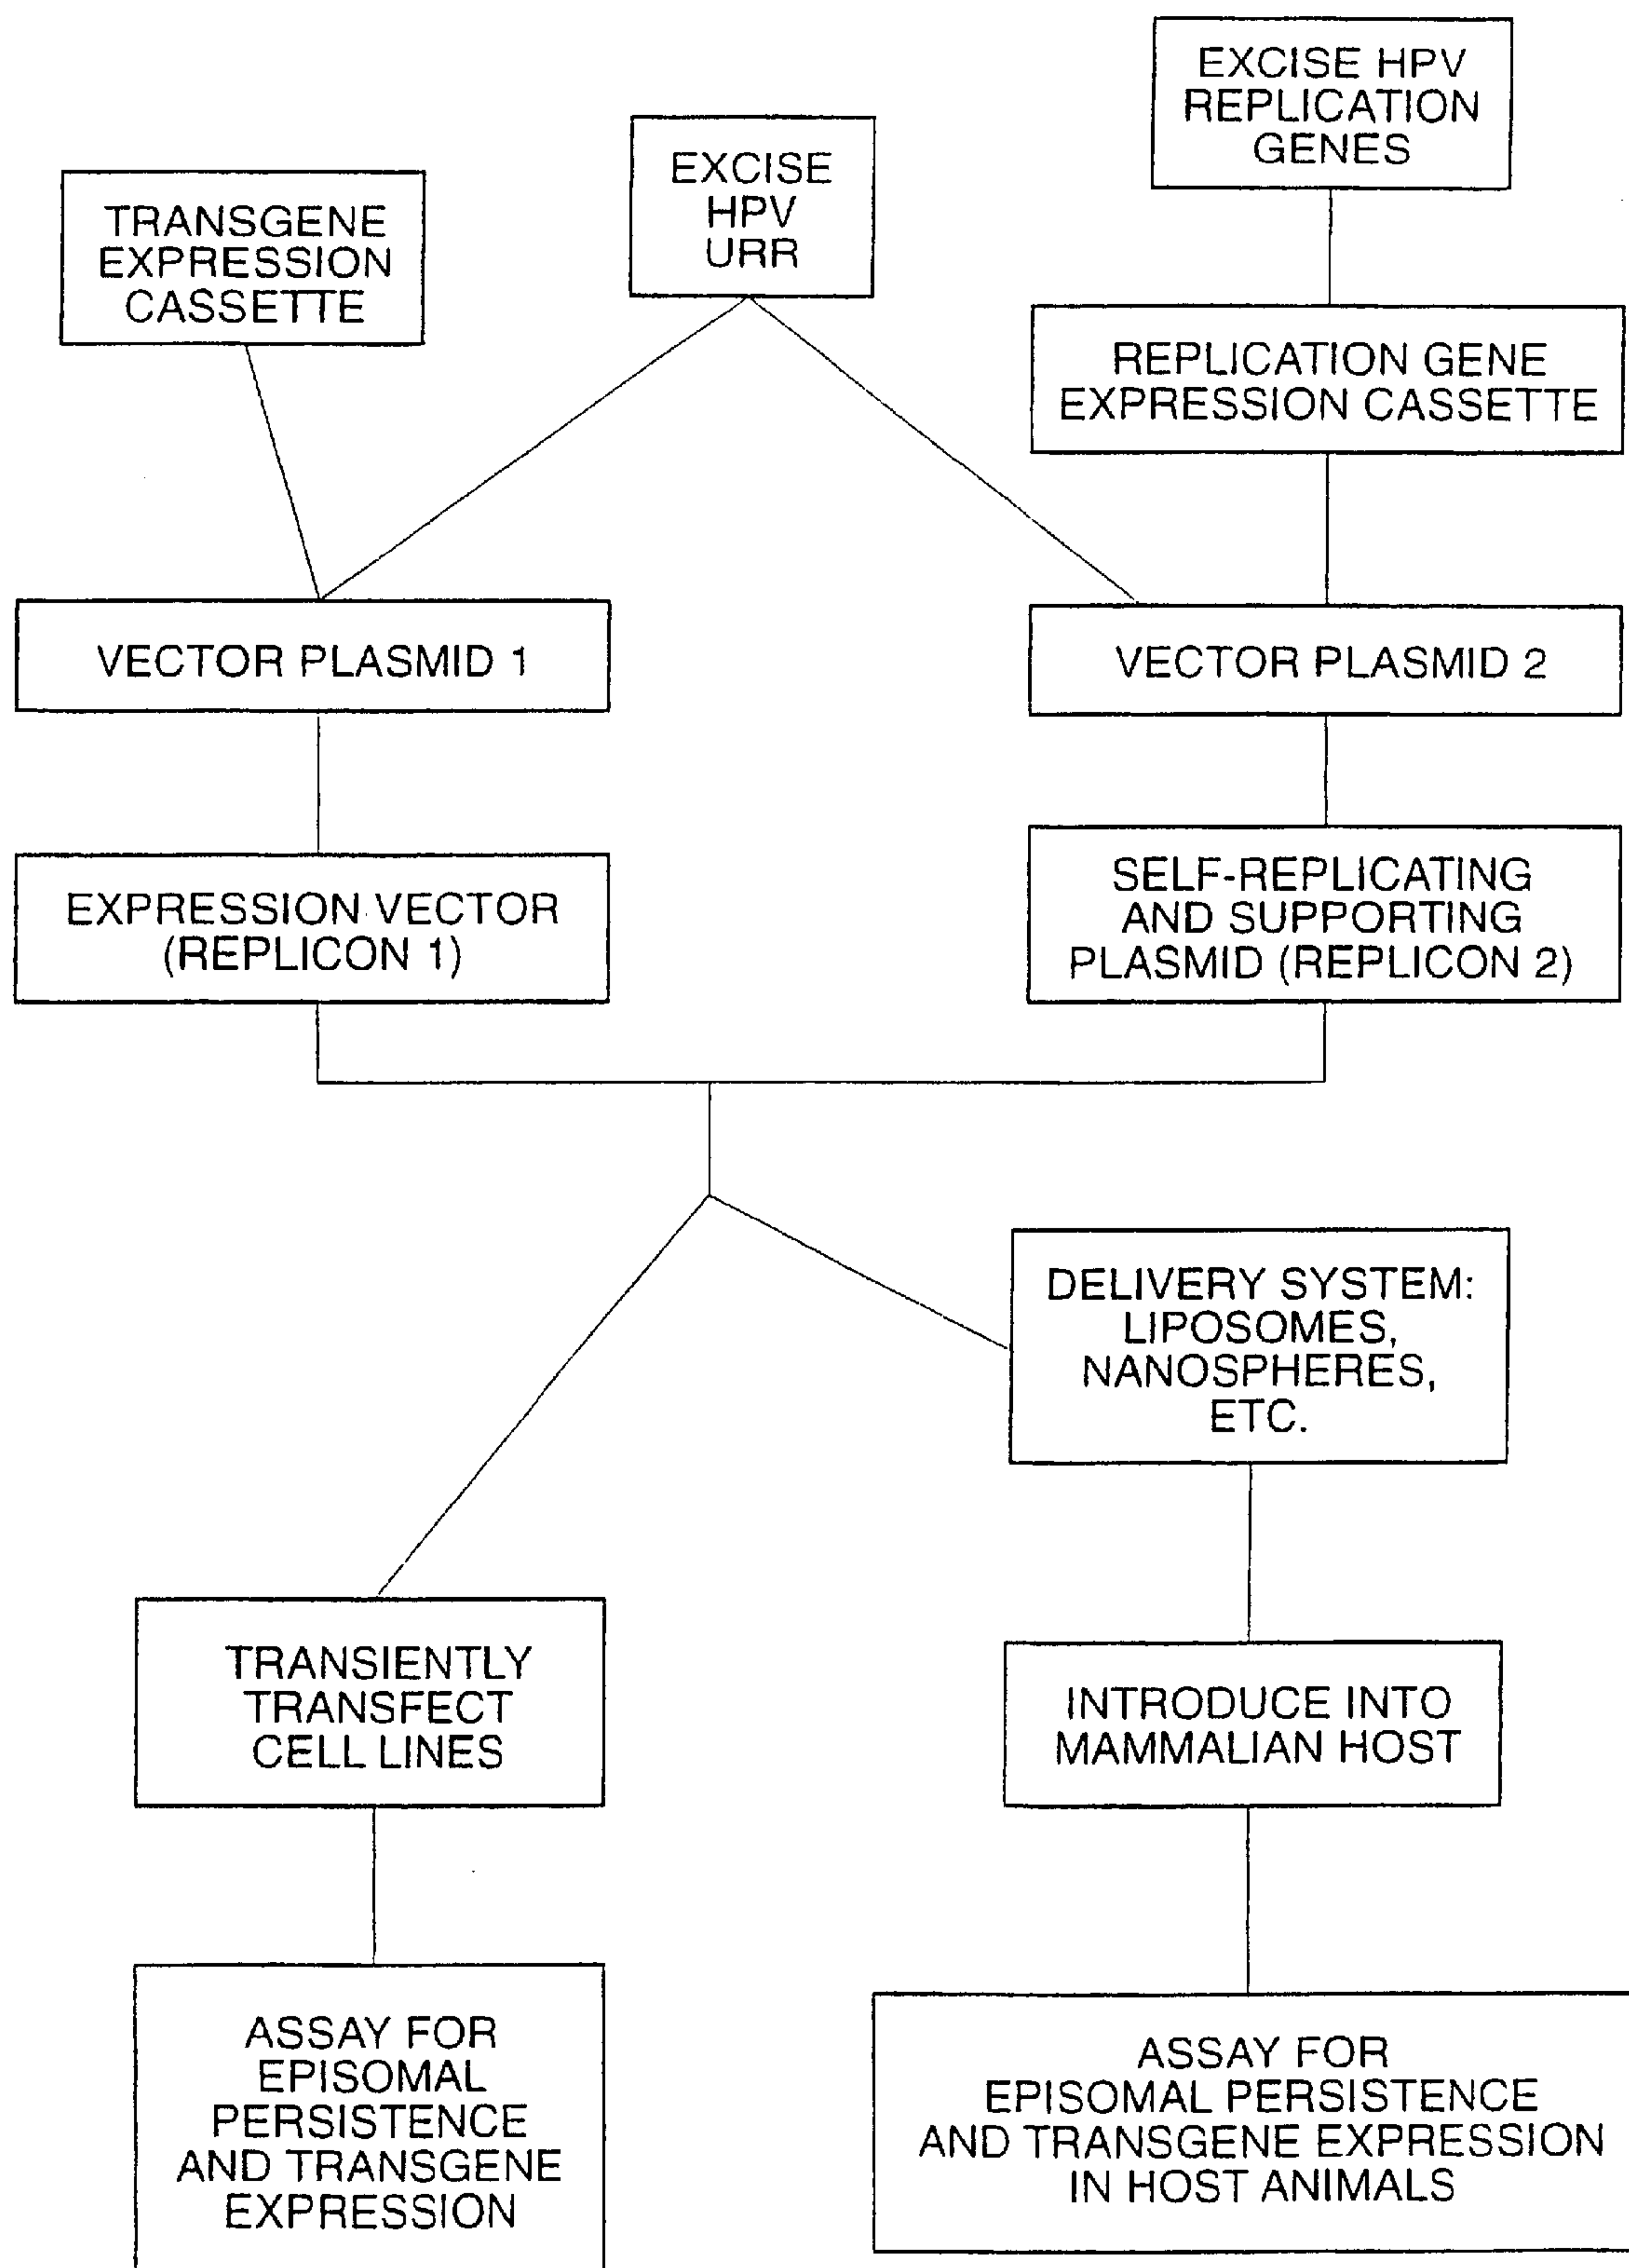 EXCISE HPV
REPLICATION
GENES
EXCISE
HPV
URR
TRANSGENE
EXPRESSION
CASSETTE
REPLICATION GENE
EXPRESSION CASSETTE
VECTOR PLASMID 1
VECTOR PLASMID 2
EXPRESSION VECTOR
(REPLICON 1)
SELF-REPLICATING
AND SUPPORTING
PLASMID (REPLICON 2)
DELIVERY SYSTEM:
LIPOSOMES,
NANOSPHERES,
ETC.
TRANSIENTLY
TRANSFECT
CELL LINES
INTRODUCE INTO
MAMMALIAN HOST
ASSAY FOR
EPISOMAL
PERSISTENCE
AND TRANSGENE
EXPRESSION
ASSAY FOR
EPISOMAL PERSISTENCE
AND TRANSGENE EXPRESSION
IN HOST ANIMALS